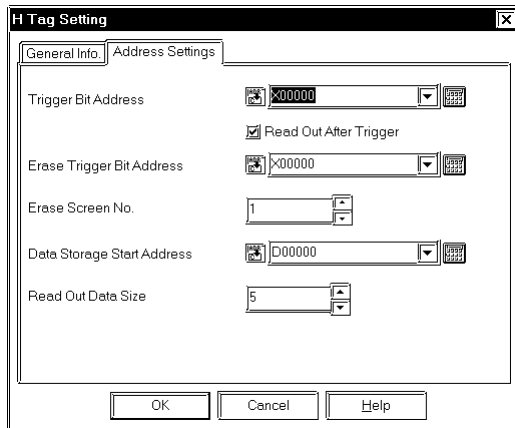 H Tag Setting
General Info. Address Settings
Trigger Bit Address X00000
Read Out After Trigger
Erase Trigger Bit Address X00000
Erase Screen No. 1
Data Storage Start Address D00000
Read Out Data Size 5
OK Cancel Help